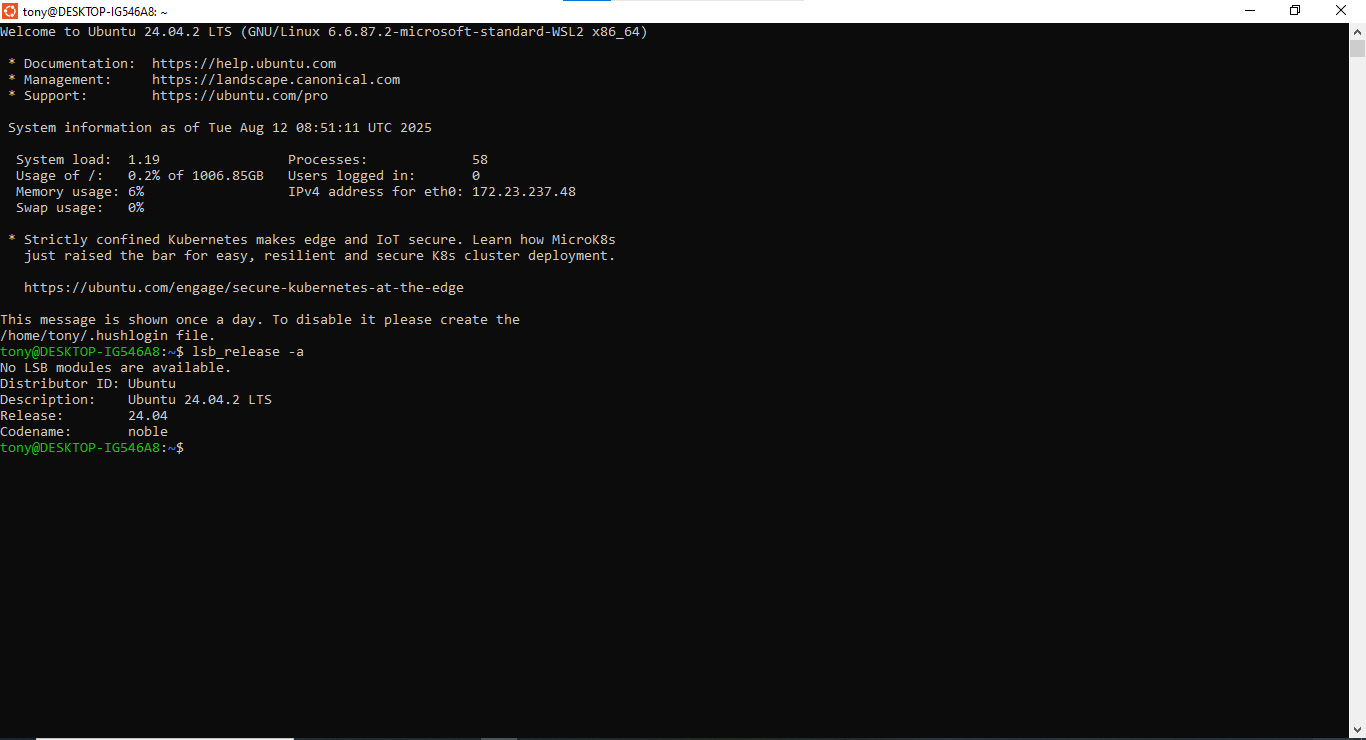 tony@DESKTOP-IG546A8: ~
Welcome to Ubuntu 24.04.2 LTS (GNU/Linux 6.6.87.2-microsoft-standard-WSL2 x86_64)
* Documentation:  https://help.ubuntu.com
* Management:     https://landscape.canonical.com
* Support:        https://ubuntu.com/pro
System information as of Tue Aug 12 08:51:11 UTC 2025
System load:  1.19                Processes:             58
Usage of /:   0.2% of 1006.85GB   Users logged in:       0
Memory usage: 6%                  IPv4 address for eth0: 172.23.237.48
Swap usage:   0%
* Strictly confined Kubernetes makes edge and IoT secure. Learn how MicroK8s
just raised the bar for easy, resilient and secure K8s cluster deployment.
https://ubuntu.com/engage/secure-kubernetes-at-the-edge
This message is shown once a day. To disable it please create the
/home/tony/.hushlogin file.
tony@DESKTOP-IG546A8:~$ lsb_release -a
No LSB modules are available.
Distributor ID: Ubuntu
Description:    Ubuntu 24.04.2 LTS
Release:        24.04
Codename:       noble
tony@DESKTOP-IG546A8:~$